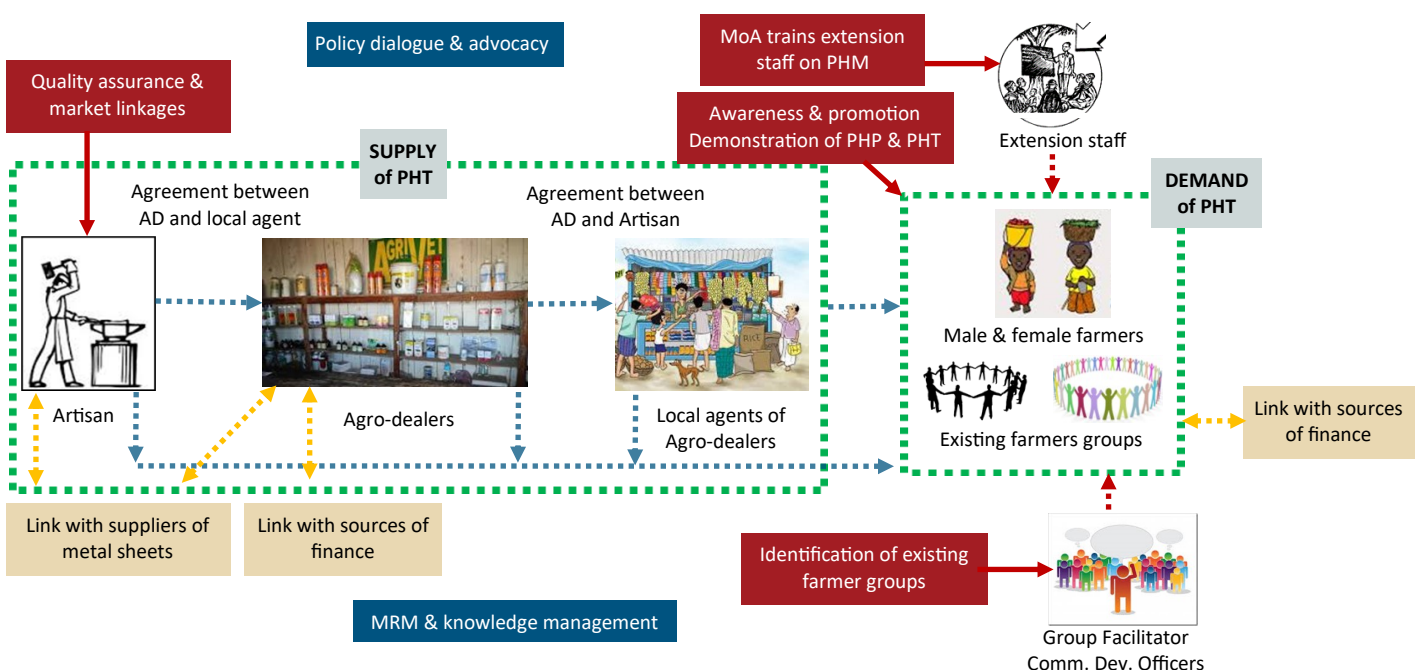 Policy dialogue & advocacy
MoA trains extension
staff on PHM
Quality assurance &
market linkages
Awareness & promotion
Demonstration of PHP & PHT
Extension staff
SUPPLY
of PHT
DEMAND
of PHT
Agreement between
AD and local agent
Agreement between
AD and Artisan
AGRIVET
RICE
Male & female farmers
Artisan
Agro-dealers
Local agents of
Agro-dealers
Existing farmers groups
Link with sources
of finance
Link with suppliers of
metal sheets
Link with sources of
finance
Identification of existing
farmer groups
MRM & knowledge management
Group Facilitator
Comm. Dev. Officers